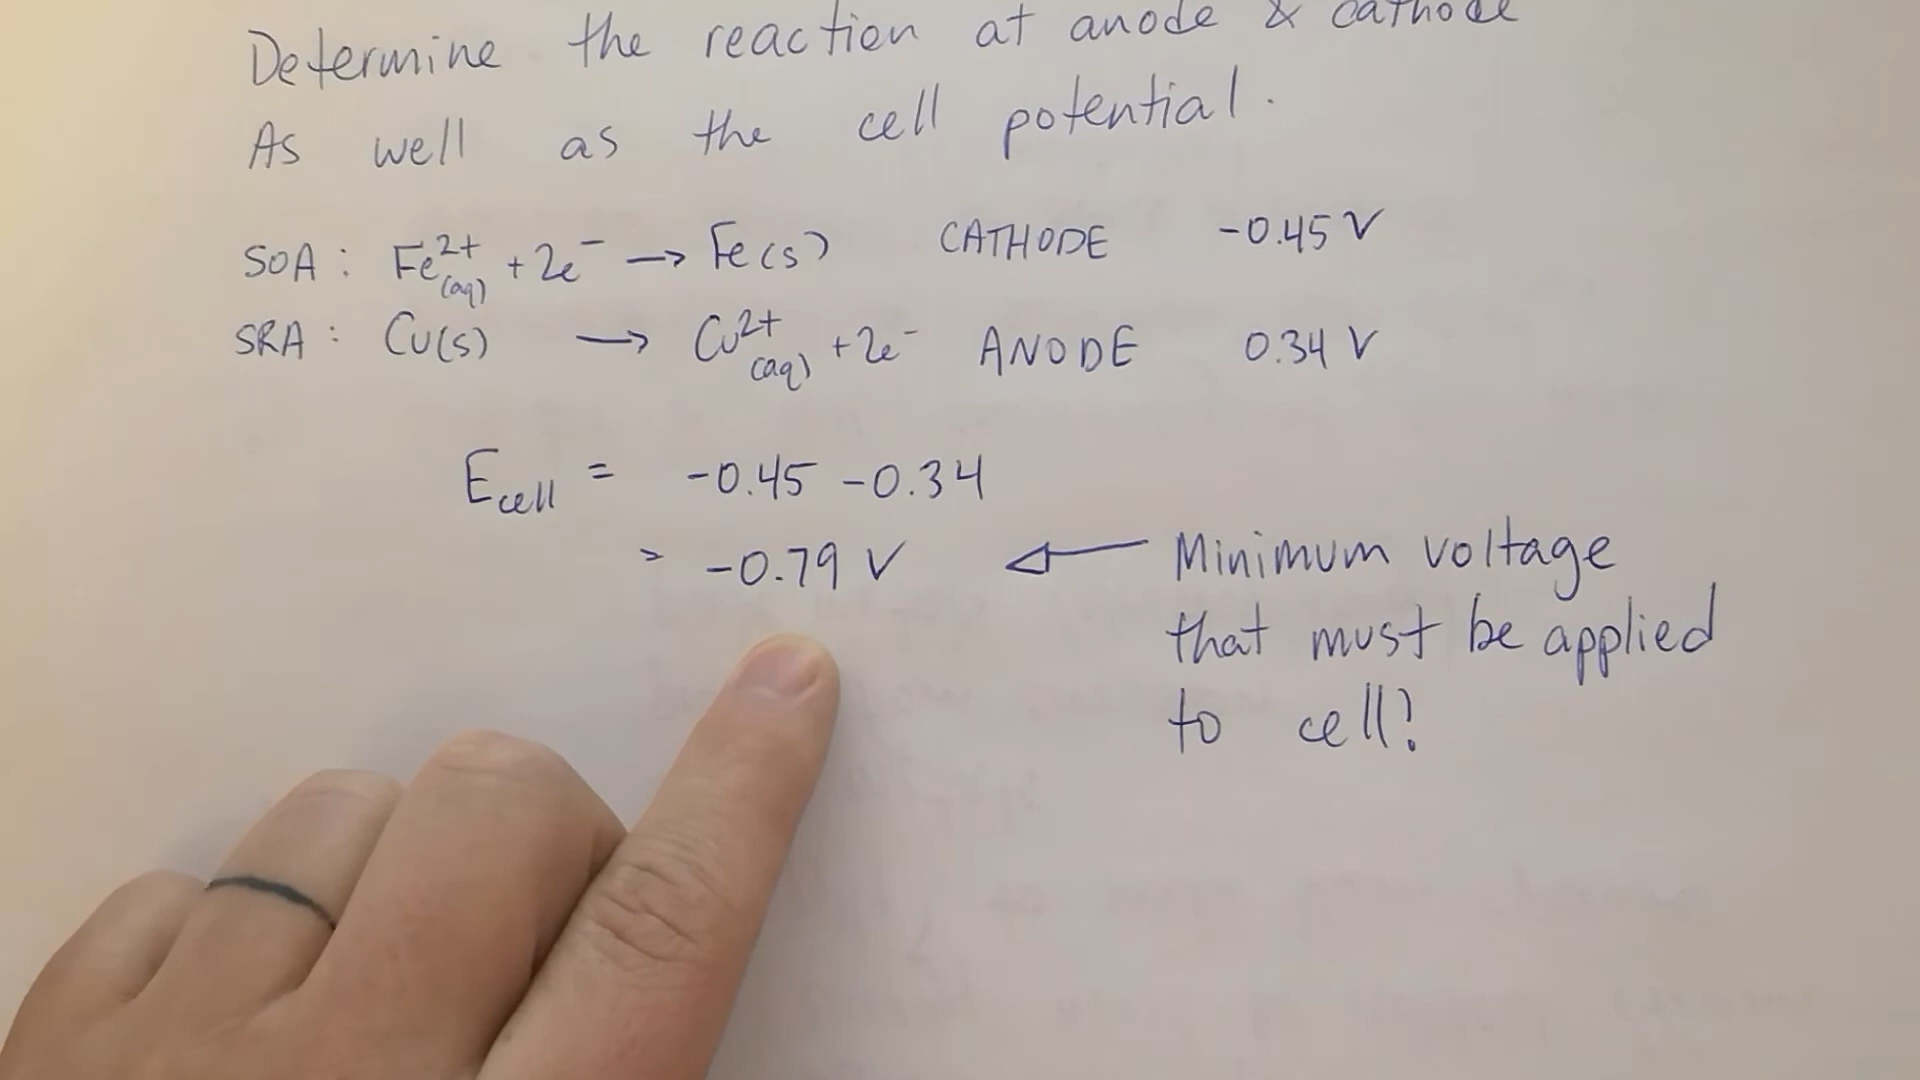 Determine the reaction at anode & cathode
As well as the cell potential.
SOA: Fe²⁺(aq) + 2e⁻ → Fe(s) CATHODE -0.45 V
SRA: Cu(s) → Cu²⁺(aq) + 2e⁻ ANODE 0.34 V
Ecell = -0.45 -0.34
= -0.79 V ← Minimum voltage
that must be applied
to cell!